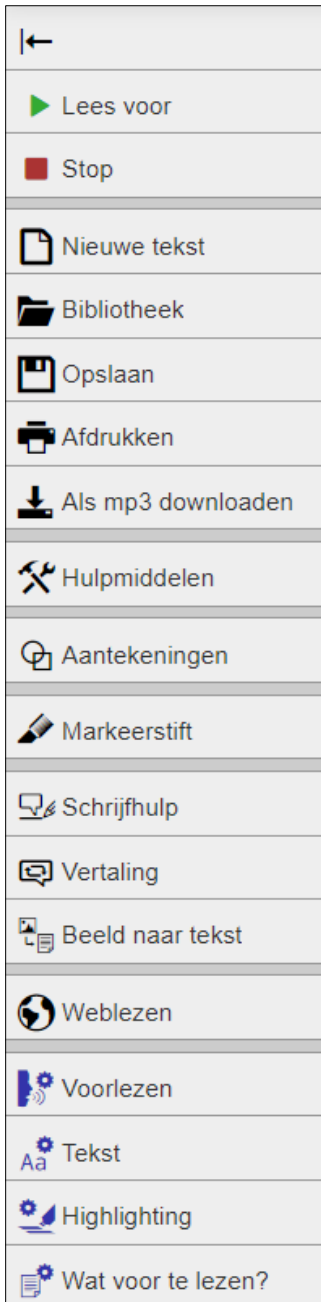 Lees voor
Stop
Nieuwe tekst
Bibliotheek
Opslaan
Afdrukken
Als mp3 downloaden
Hulpmiddelen
Aantekeningen
Markeerstift
Schrijfhulp
Vertaling
Beeld naar tekst
Weblezen
Voorlezen
Aa Tekst
Highlighting
Wat voor te lezen?